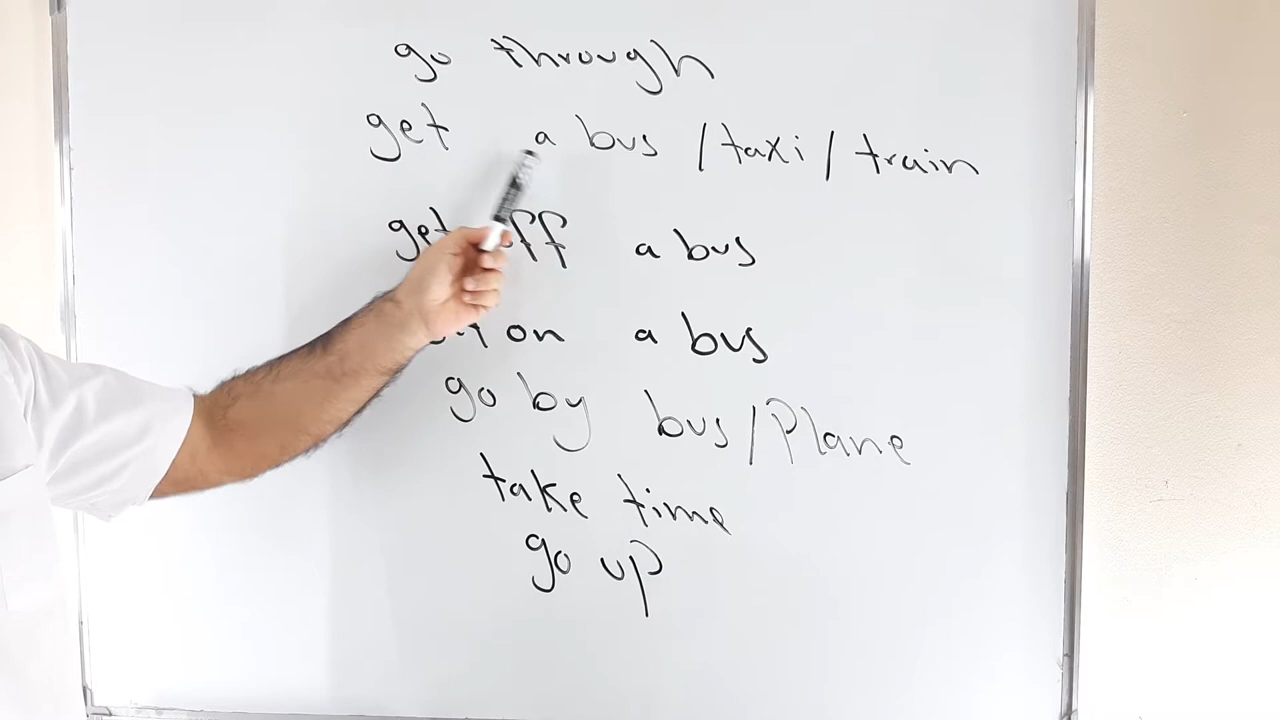 go through
get a bus / taxi / train
get off a bus
on a bus
go by bus / Plane
take time
go up